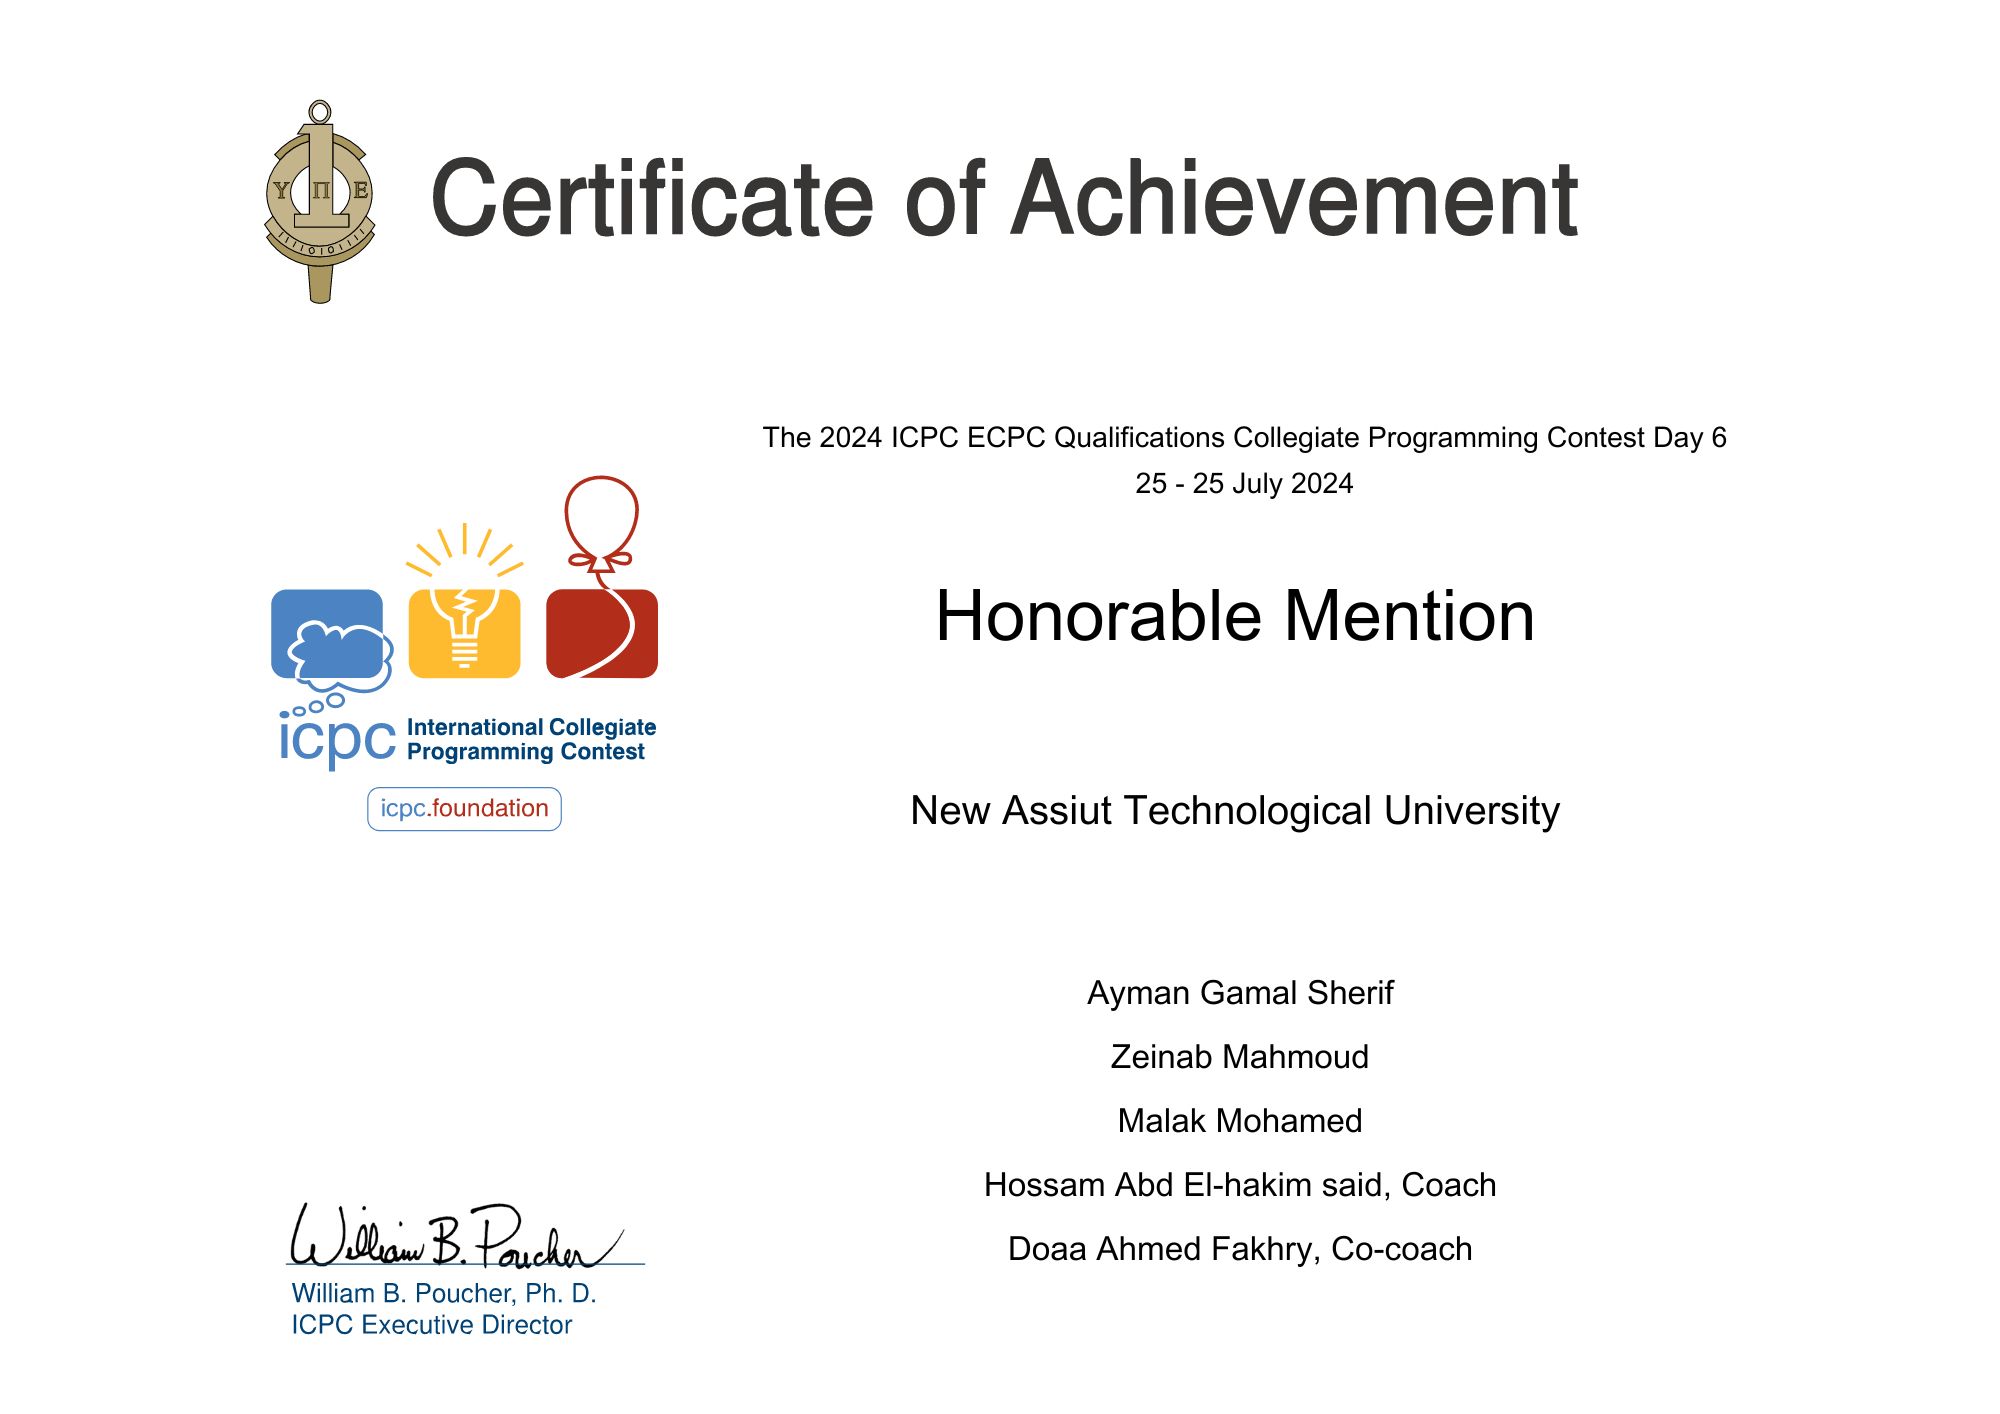 Υ Π Ε
1
IIIIOIOIIII
Certificate of Achievement
The 2024 ICPC ECPC Qualifications Collegiate Programming Contest Day 6
25 - 25 July 2024
Honorable Mention
icpc International Collegiate
Programming Contest
icpc.foundation
New Assiut Technological University
Ayman Gamal Sherif
Zeinab Mahmoud
Malak Mohamed
Hossam Abd El-hakim said, Coach
Doaa Ahmed Fakhry, Co-coach
William B. Poucher
William B. Poucher, Ph. D.
ICPC Executive Director